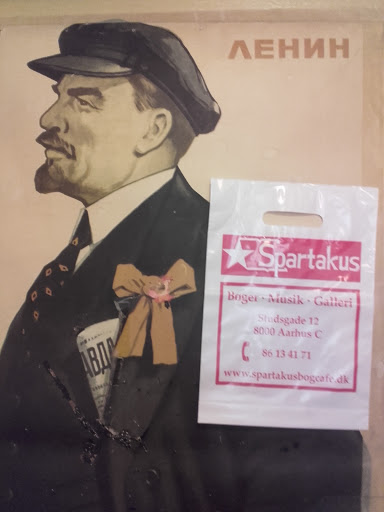 ЛЕНИН
Spartakus
Bøger · Musik · Galleri
Studsgade 12
8000 Aarhus C
86 13 41 71
www.spartakusbogcafe.dk